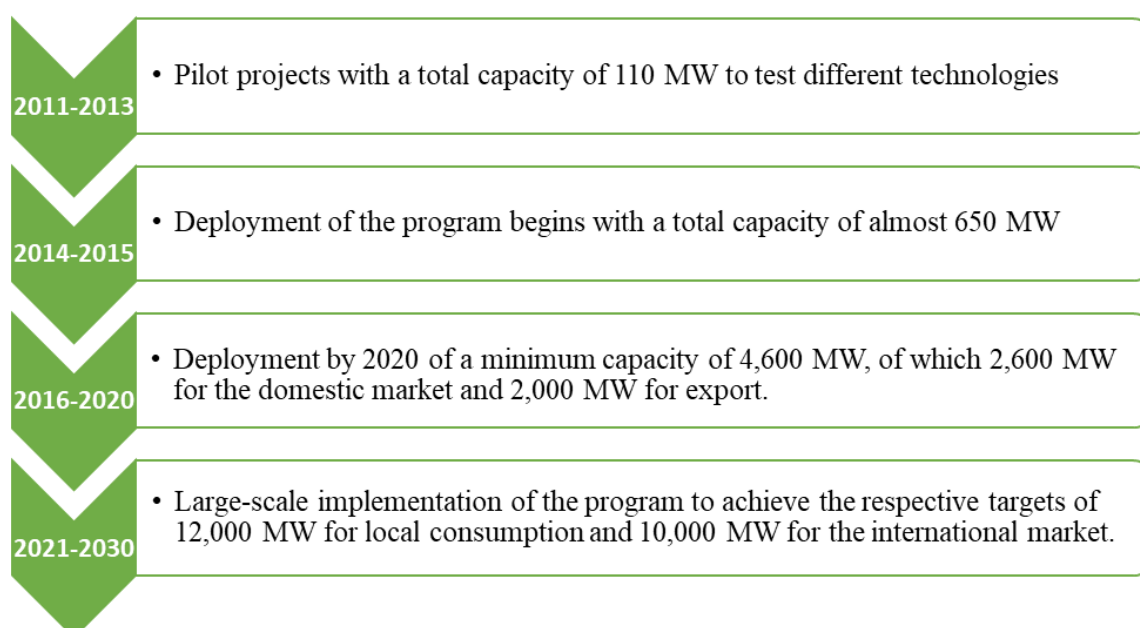 2011-2013
• Pilot projects with a total capacity of 110 MW to test different technologies
2014-2015
• Deployment of the program begins with a total capacity of almost 650 MW
2016-2020
• Deployment by 2020 of a minimum capacity of 4,600 MW, of which 2,600 MW
for the domestic market and 2,000 MW for export.
2021-2030
• Large-scale implementation of the program to achieve the respective targets of
12,000 MW for local consumption and 10,000 MW for the international market.